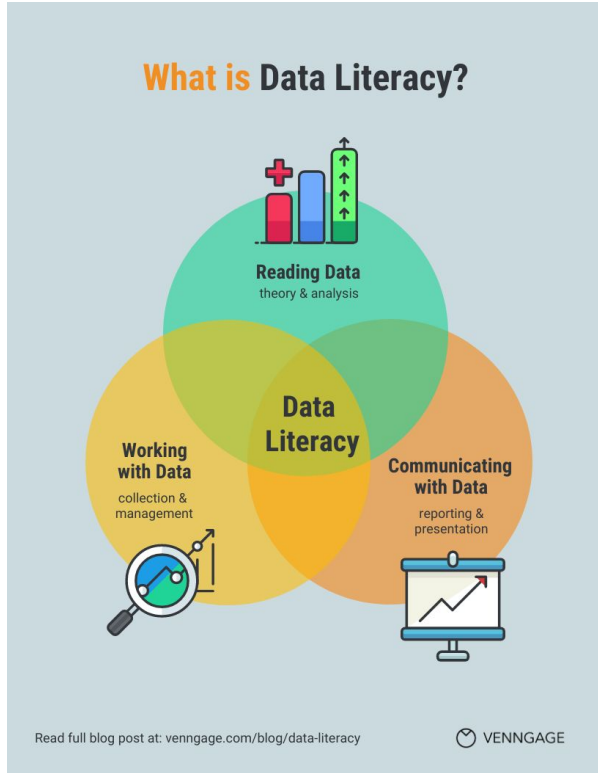 What is Data Literacy?
Reading Data
theory & analysis
Data
Literacy
Working
with Data
collection &
management
Communicating
with Data
reporting &
presentation
Read full blog post at: venngage.com/blog/data-literacy
VENNGAGE